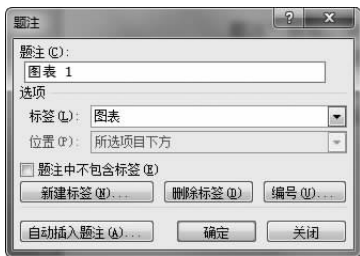 题注
题注(C):
图表 1
选项
标签(L): 图表
位置(P): 所选项目下方
题注中不包含标签(E)
新建标签(N)... 删除标签(D) 编号(U)...
自动插入题注(A)... 确定 关闭